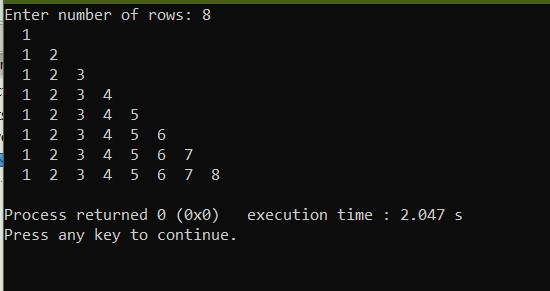 Enter number of rows: 8
  1
  1  2
  1  2  3
  1  2  3  4
  1  2  3  4  5
  1  2  3  4  5  6
  1  2  3  4  5  6  7
  1  2  3  4  5  6  7  8

Process returned 0 (0x0)   execution time : 2.047 s
Press any key to continue.